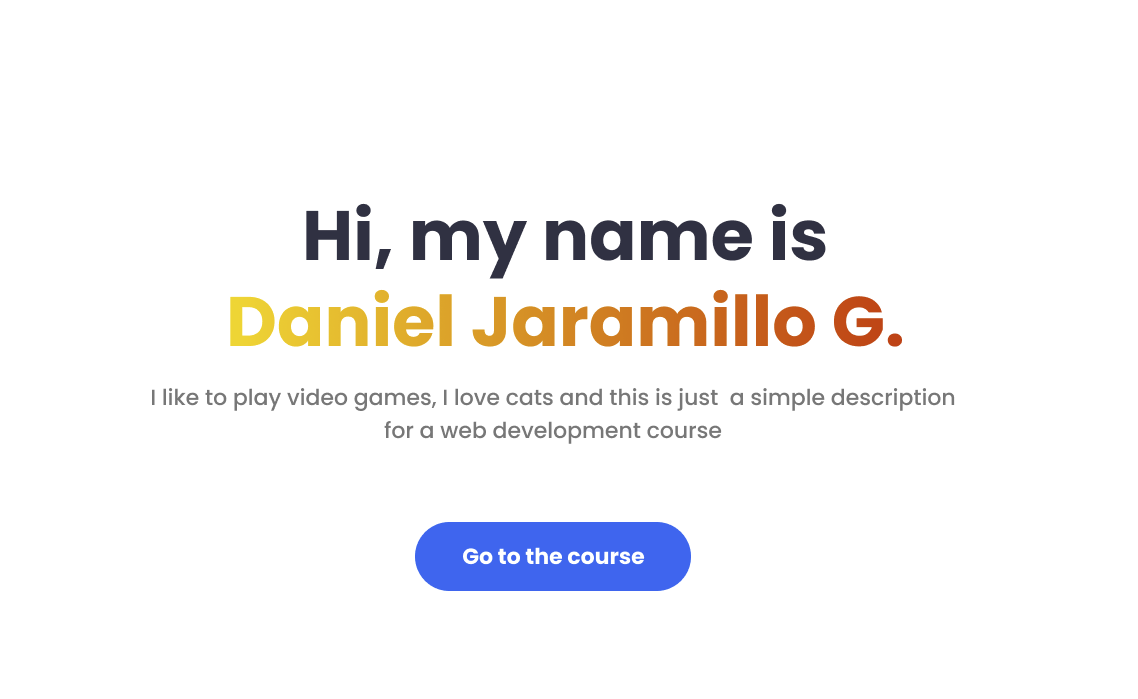 Hi, my name is
Daniel Jaramillo G.
I like to play video games, I love cats and this is just  a simple description
for a web development course
Go to the course